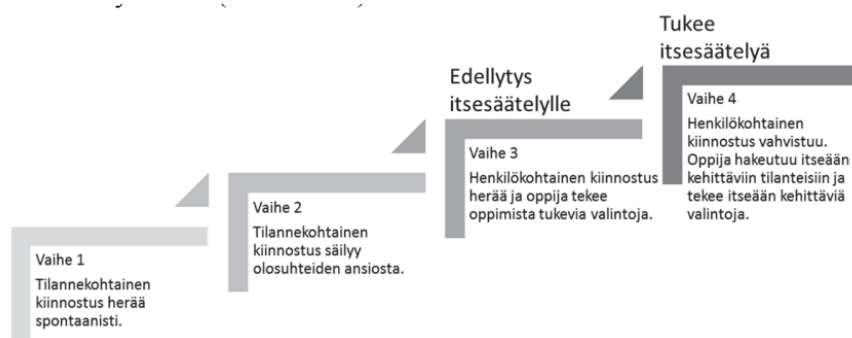 Tukee
itsesäätelyä
Edellytys
itsesäätelylle
Vaihe 4
Henkilökohtainen
kiinnostus vahvistuu.
Oppija hakeutuu itseään
kehittäviin tilanteisiin ja
tekee itseään kehittäviä
valintoja.
Vaihe 3
Henkilökohtainen kiinnostus
herää ja oppija tekee
oppimista tukevia valintoja.
Vaihe 2
Tilannekohtainen
kiinnostus säilyy
olosuhteiden ansiosta.
Vaihe 1
Tilannekohtainen
kiinnostus herää
spontaanisti.